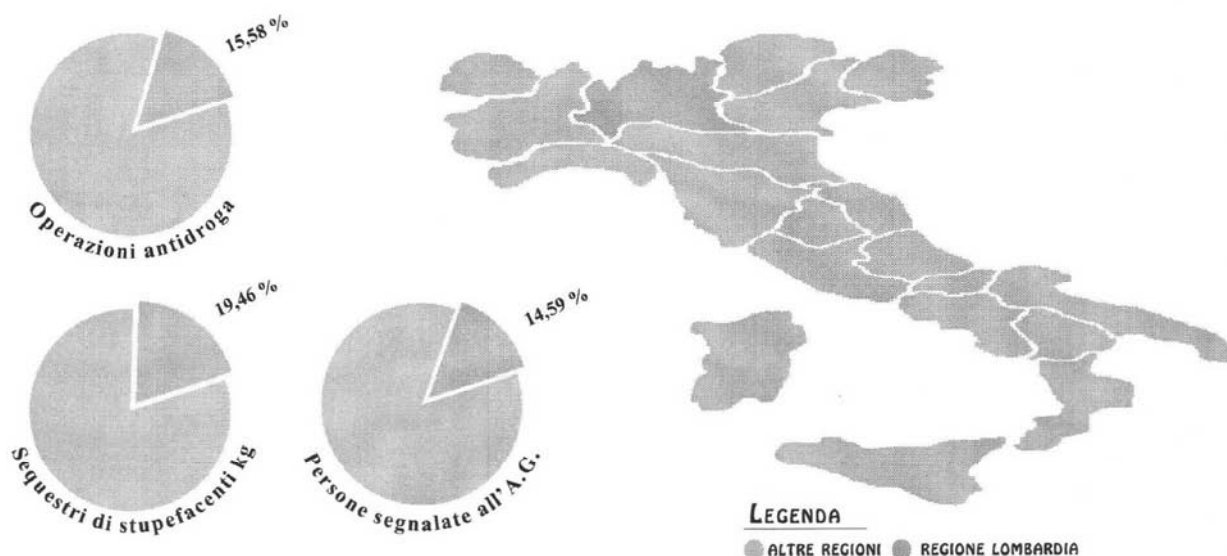 15,58 %
Operazioni antidroga
19,46 %
Sequestri di stupefacenti kg
14,59 %
Persone segnalate all'A.G.
LEGENDA
ALTRE REGIONI REGIONE LOMBARDIA